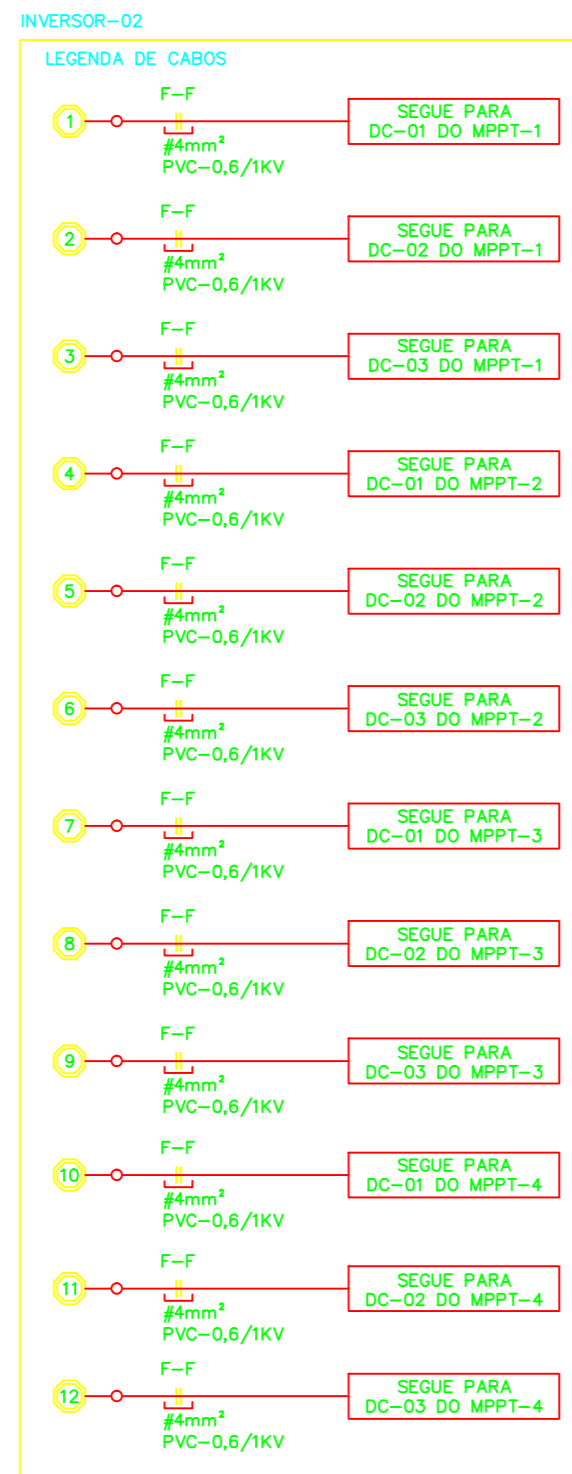 INVERSOR-02
LEGENDA DE CABOS
F-F
1
SEGUE PARA
DC-01 DO MPPT-1
#4mm²
PVC-0,6/1KV
F-F
2
SEGUE PARA
DC-02 DO MPPT-1
#4mm²
PVC-0,6/1KV
F-F
3
SEGUE PARA
DC-03 DO MPPT-1
#4mm²
PVC-0,6/1KV
F-F
4
SEGUE PARA
DC-01 DO MPPT-2
#4mm²
PVC-0,6/1KV
F-F
5
SEGUE PARA
DC-02 DO MPPT-2
#4mm²
PVC-0,6/1KV
F-F
6
SEGUE PARA
DC-03 DO MPPT-2
#4mm²
PVC-0,6/1KV
F-F
7
SEGUE PARA
DC-01 DO MPPT-3
#4mm²
PVC-0,6/1KV
F-F
8
SEGUE PARA
DC-02 DO MPPT-3
#4mm²
PVC-0,6/1KV
F-F
9
SEGUE PARA
DC-03 DO MPPT-3
#4mm²
PVC-0,6/1KV
F-F
10
SEGUE PARA
DC-01 DO MPPT-4
#4mm²
PVC-0,6/1KV
F-F
11
SEGUE PARA
DC-02 DO MPPT-4
#4mm²
PVC-0,6/1KV
F-F
12
SEGUE PARA
DC-03 DO MPPT-4
#4mm²
PVC-0,6/1KV